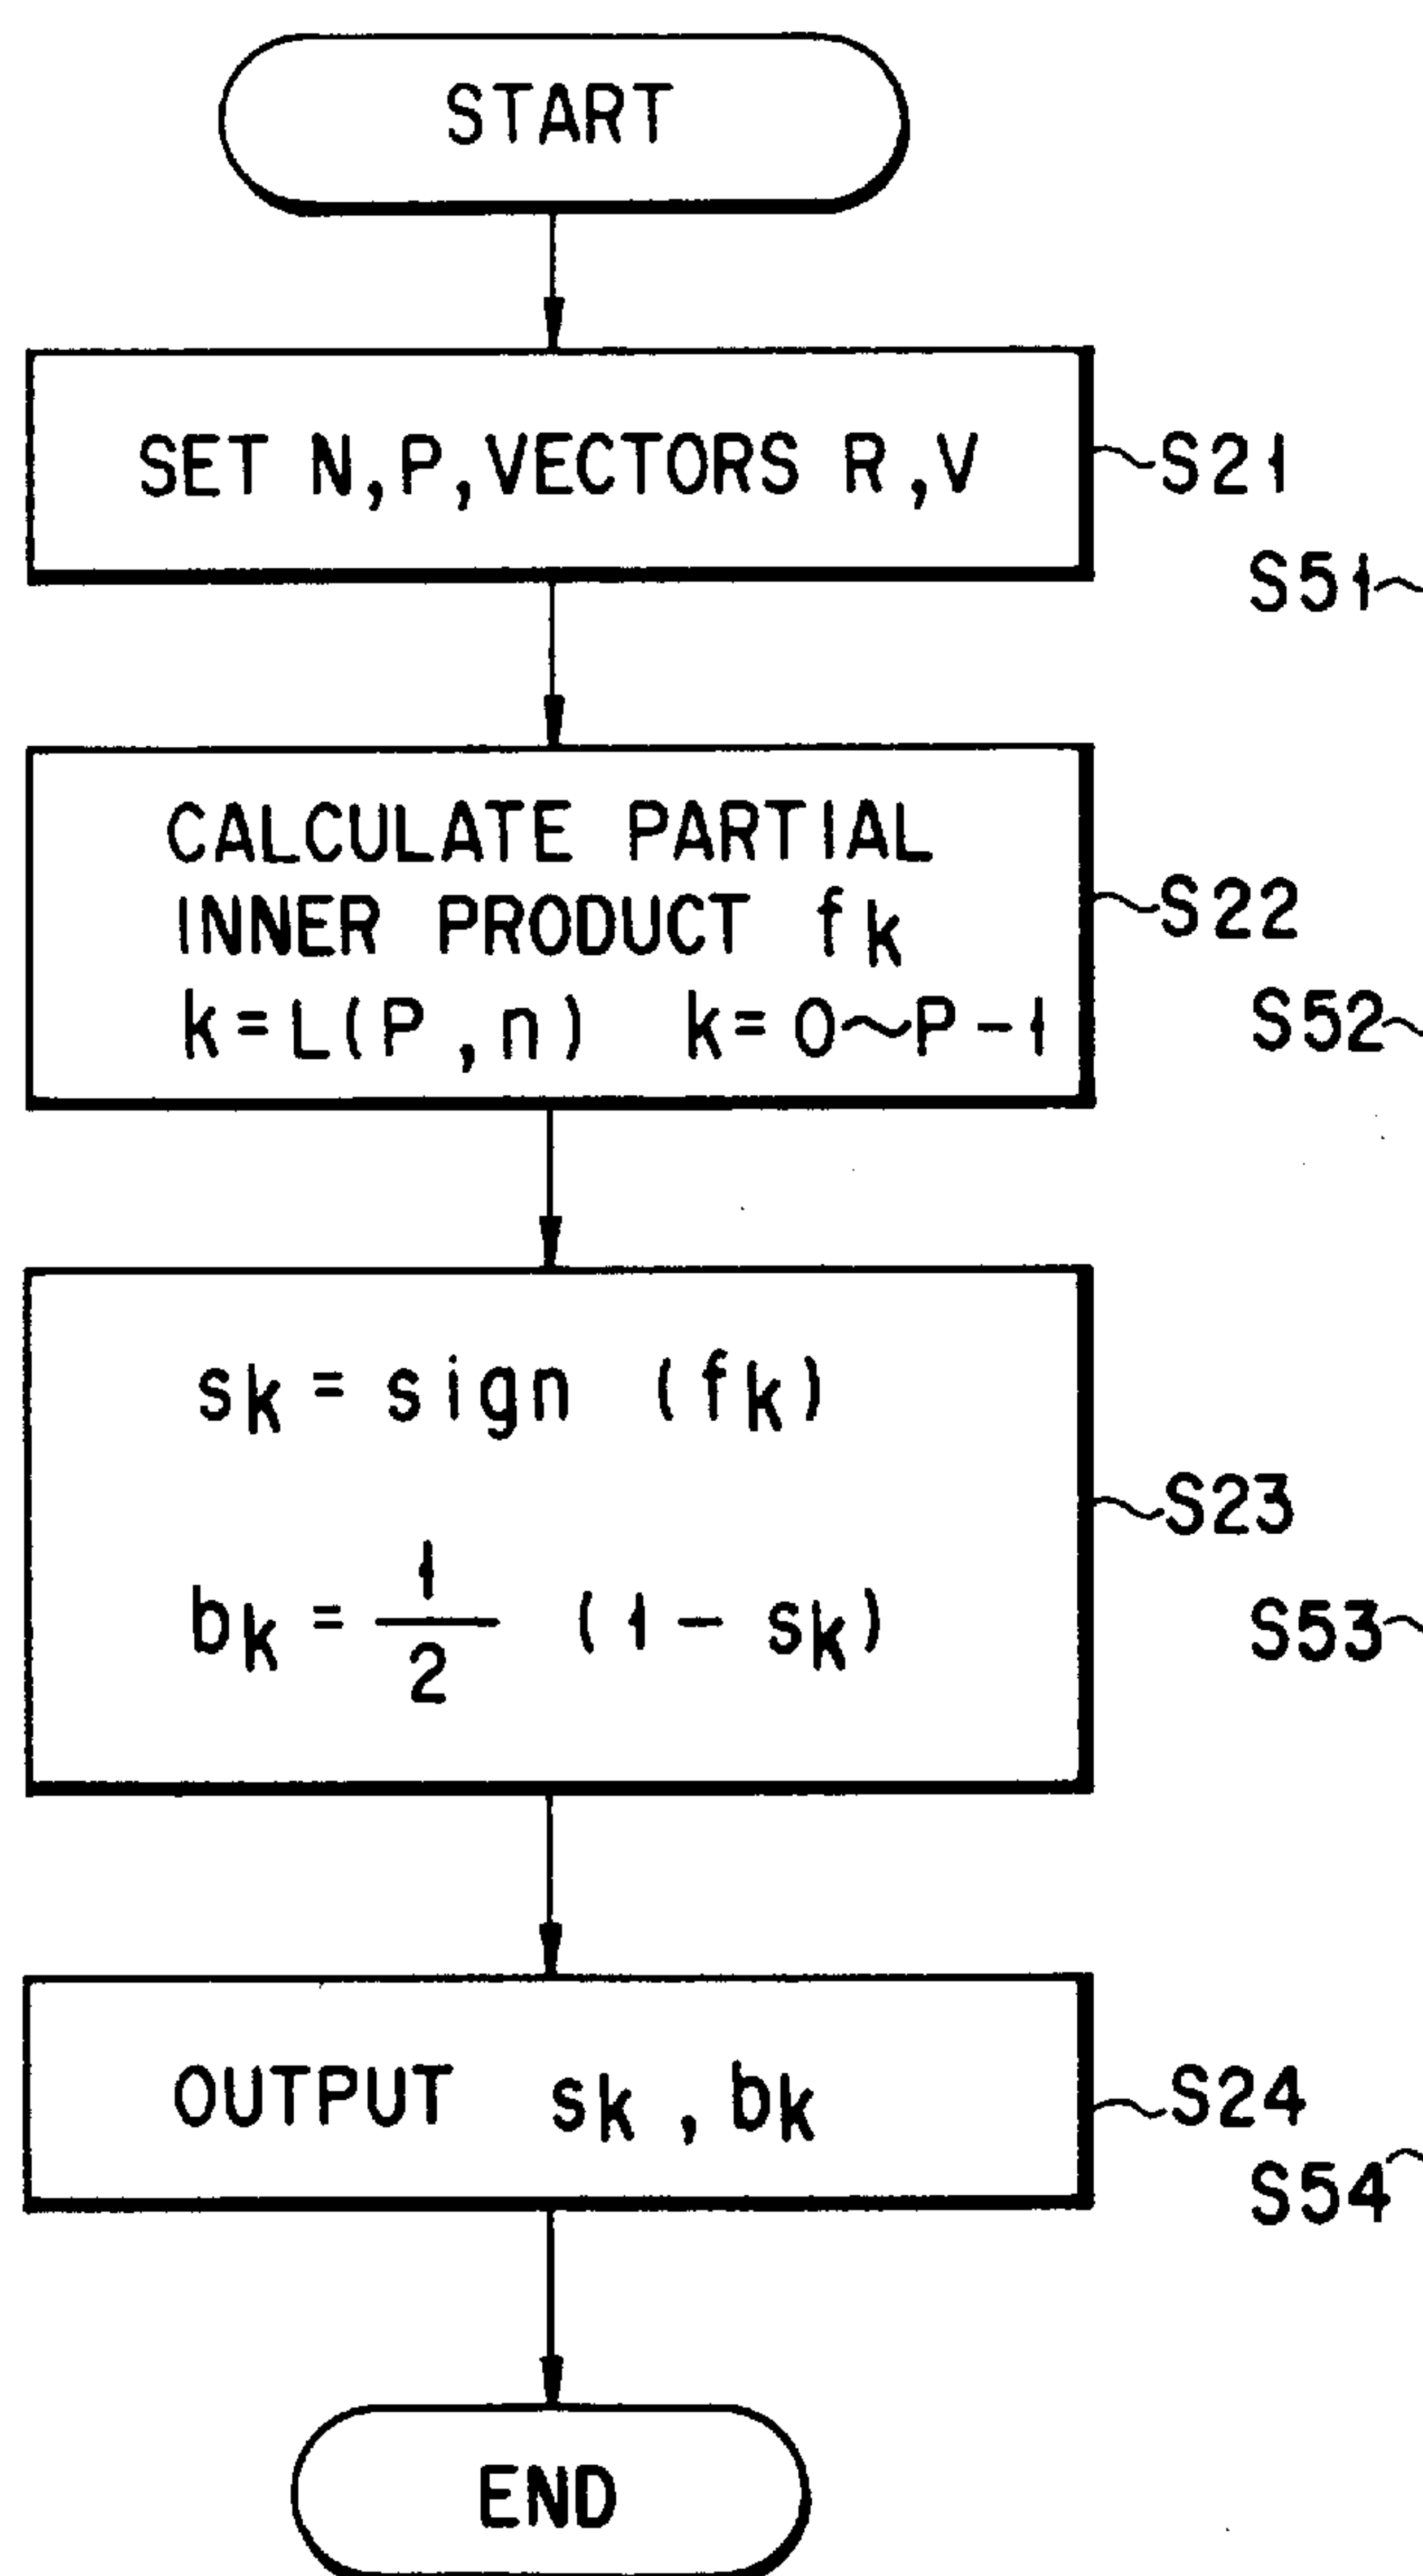 START
SET N,P,VECTORS R,V
S21
S51
CALCULATE PARTIAL
INNER PRODUCT fk
k=L(P,n) k=0~P-1
S22
S52
sk = sign (fk)
bk = 1/2 (1- sk)
S23
S53
OUTPUT sk ,bk
S24
S54
END